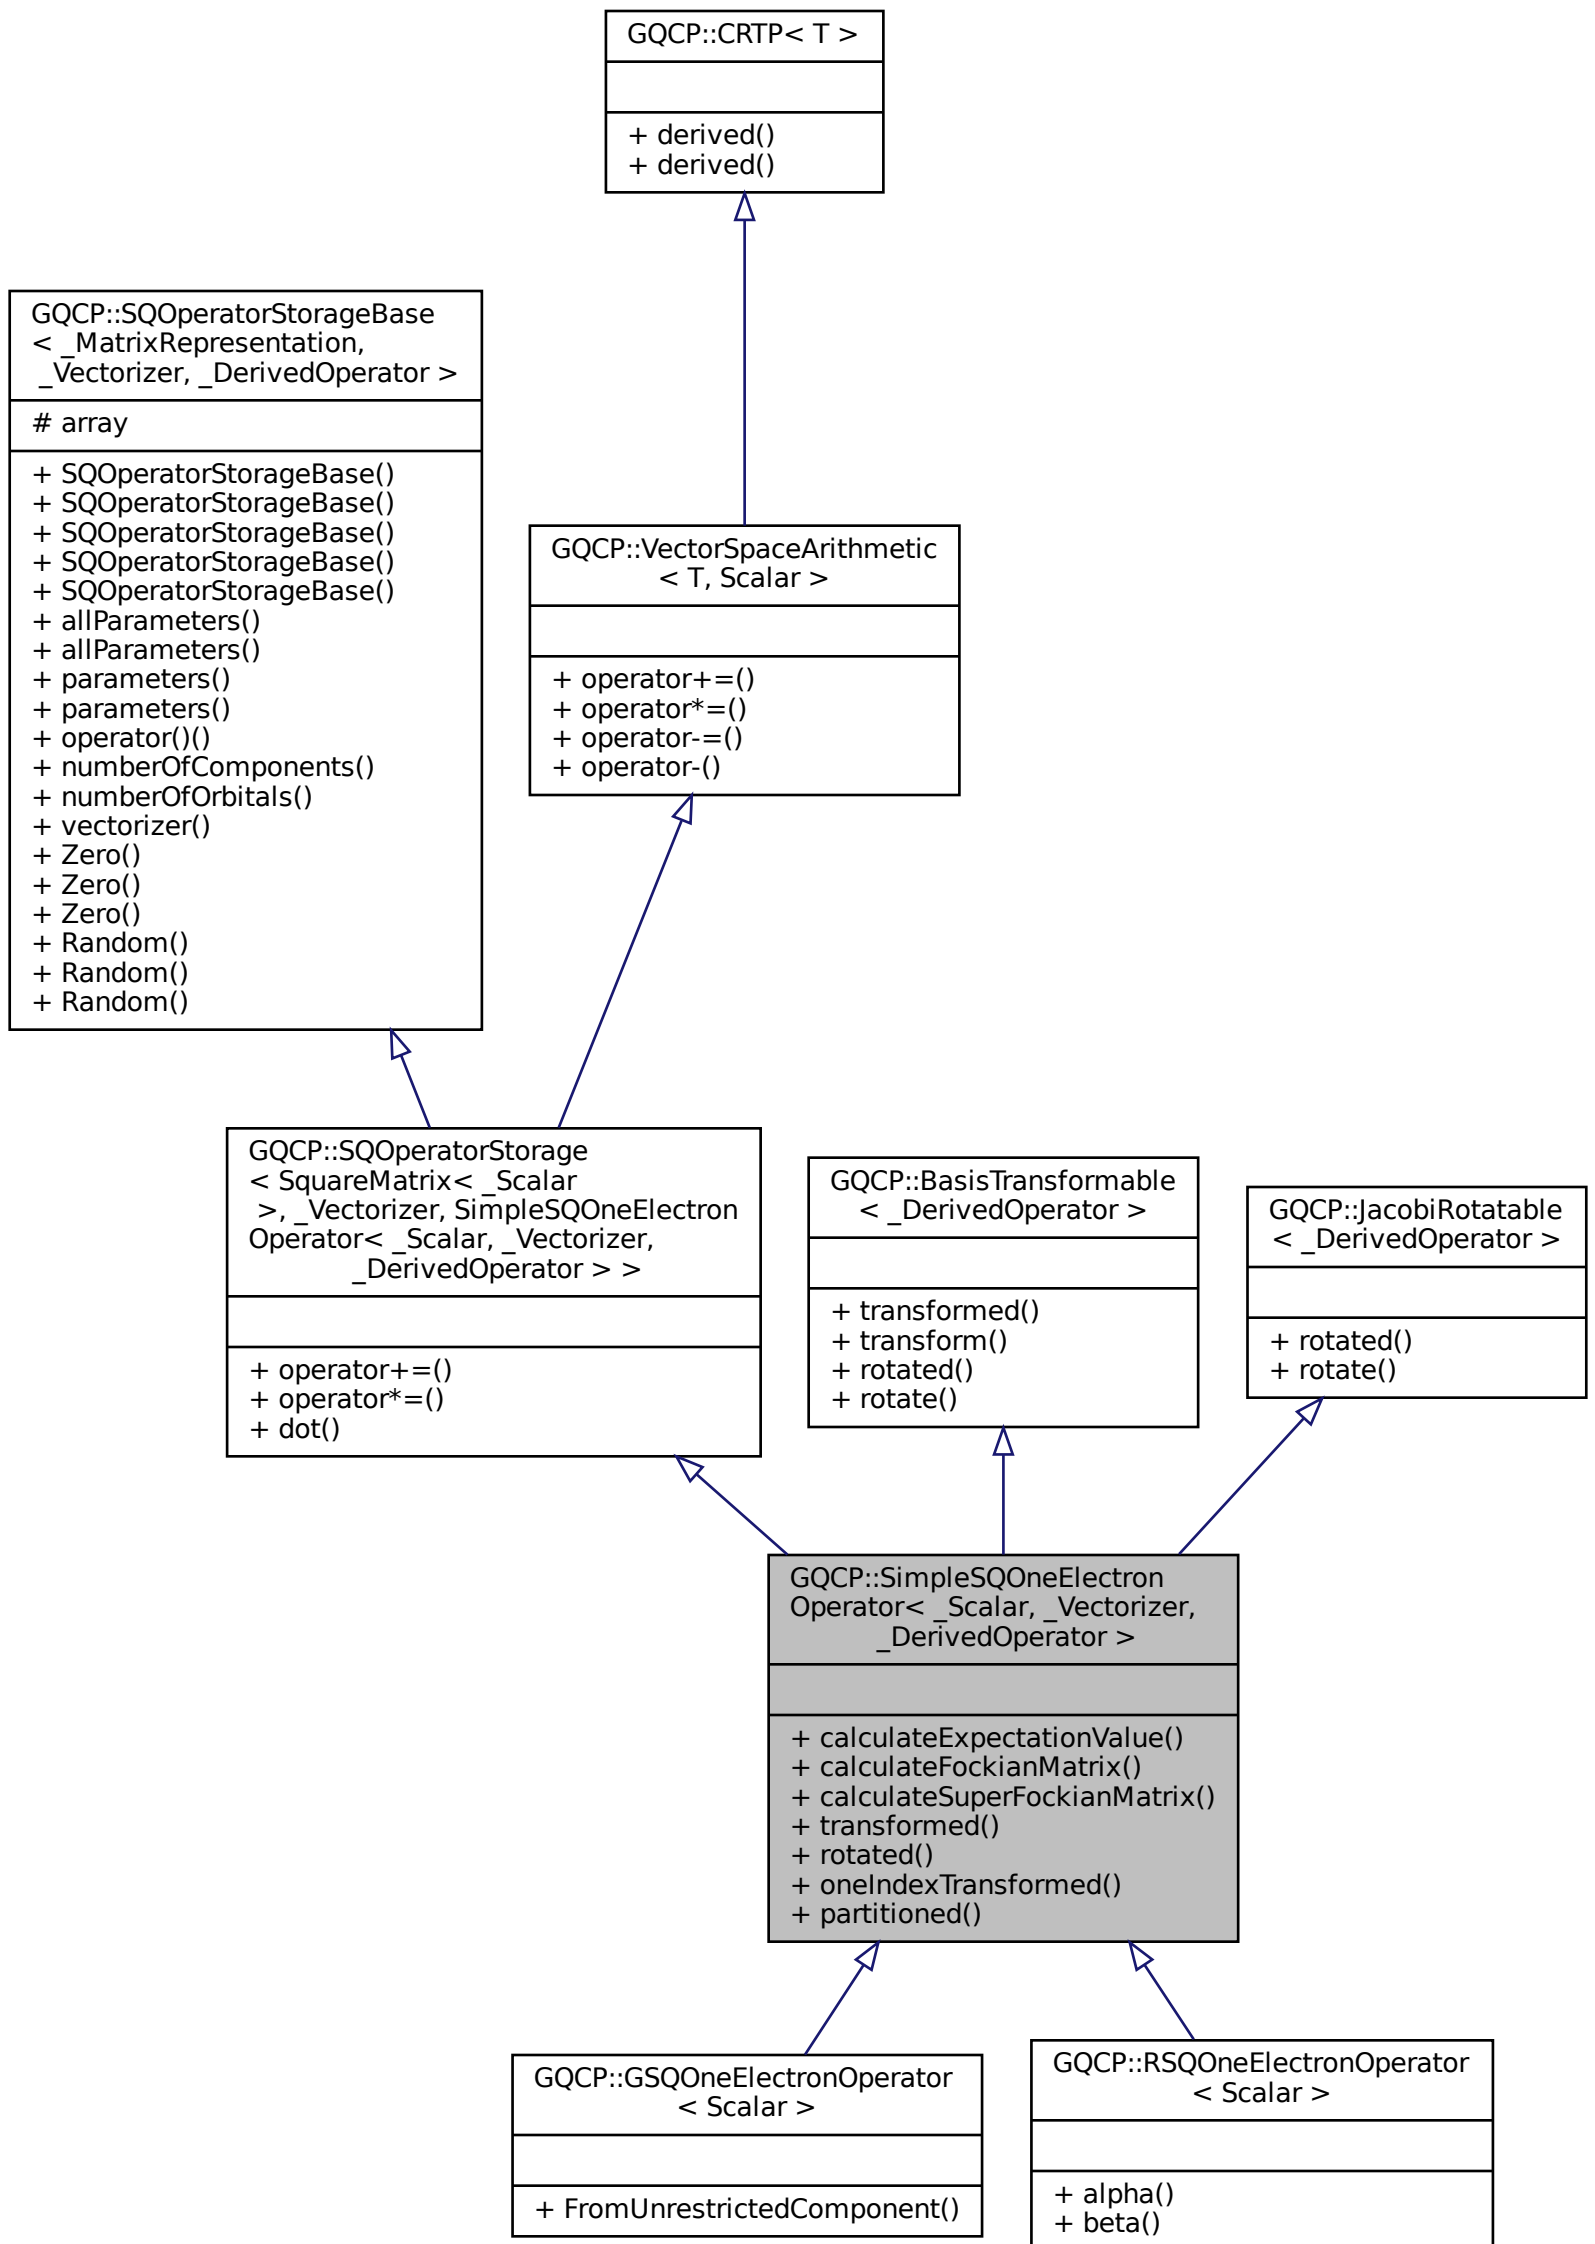 GQCP::CRTP< T >
+ derived()
+ derived()
GQCP::SQOperatorStorageBase
< _MatrixRepresentation,
_Vectorizer, _DerivedOperator >
# array
+ SQOperatorStorageBase()
+ SQOperatorStorageBase()
+ SQOperatorStorageBase()
+ SQOperatorStorageBase()
+ SQOperatorStorageBase()
+ allParameters()
+ allParameters()
+ parameters()
+ parameters()
+ operator()()
+ numberOfComponents()
+ numberOfOrbitals()
+ vectorizer()
+ Zero()
+ Zero()
+ Zero()
+ Random()
+ Random()
+ Random()
GQCP::VectorSpaceArithmetic
< T, Scalar >
+ operator+=()
+ operator*=()
+ operator-=()
+ operator-()
GQCP::SQOperatorStorage
< SquareMatrix< _Scalar
>, _Vectorizer, SimpleSQOneElectron
Operator< _Scalar, _Vectorizer,
_DerivedOperator > >
+ operator+=()
+ operator*=()
+ dot()
GQCP::BasisTransformable
< _DerivedOperator >
+ transformed()
+ transform()
+ rotated()
+ rotate()
GQCP::JacobiRotatable
< _DerivedOperator >
+ rotated()
+ rotate()
GQCP::SimpleSQOneElectron
Operator< _Scalar, _Vectorizer,
_DerivedOperator >
+ calculateExpectationValue()
+ calculateFockianMatrix()
+ calculateSuperFockianMatrix()
+ transformed()
+ rotated()
+ oneIndexTransformed()
+ partitioned()
GQCP::GSQOneElectronOperator
< Scalar >
+ FromUnrestrictedComponent()
GQCP::RSQOneElectronOperator
< Scalar >
+ alpha()
+ beta()